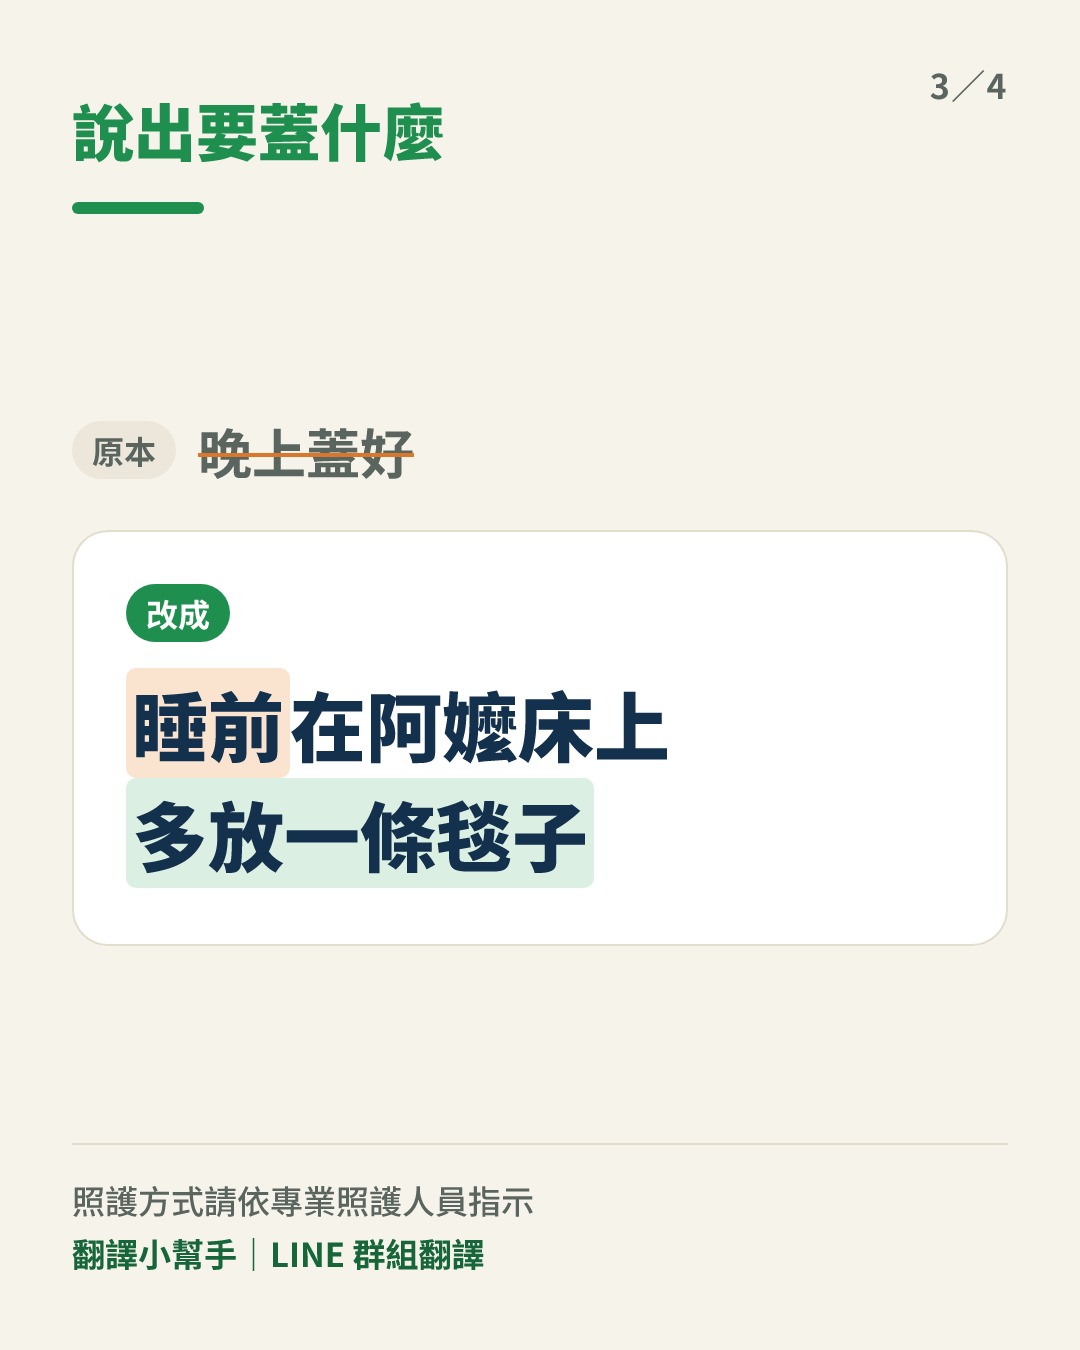 3／4
說出要蓋什麼
原本 晚上蓋好
改成
睡前在阿嬤床上
多放一條毯子
照護方式請依專業照護人員指示
翻譯小幫手｜LINE 群組翻譯